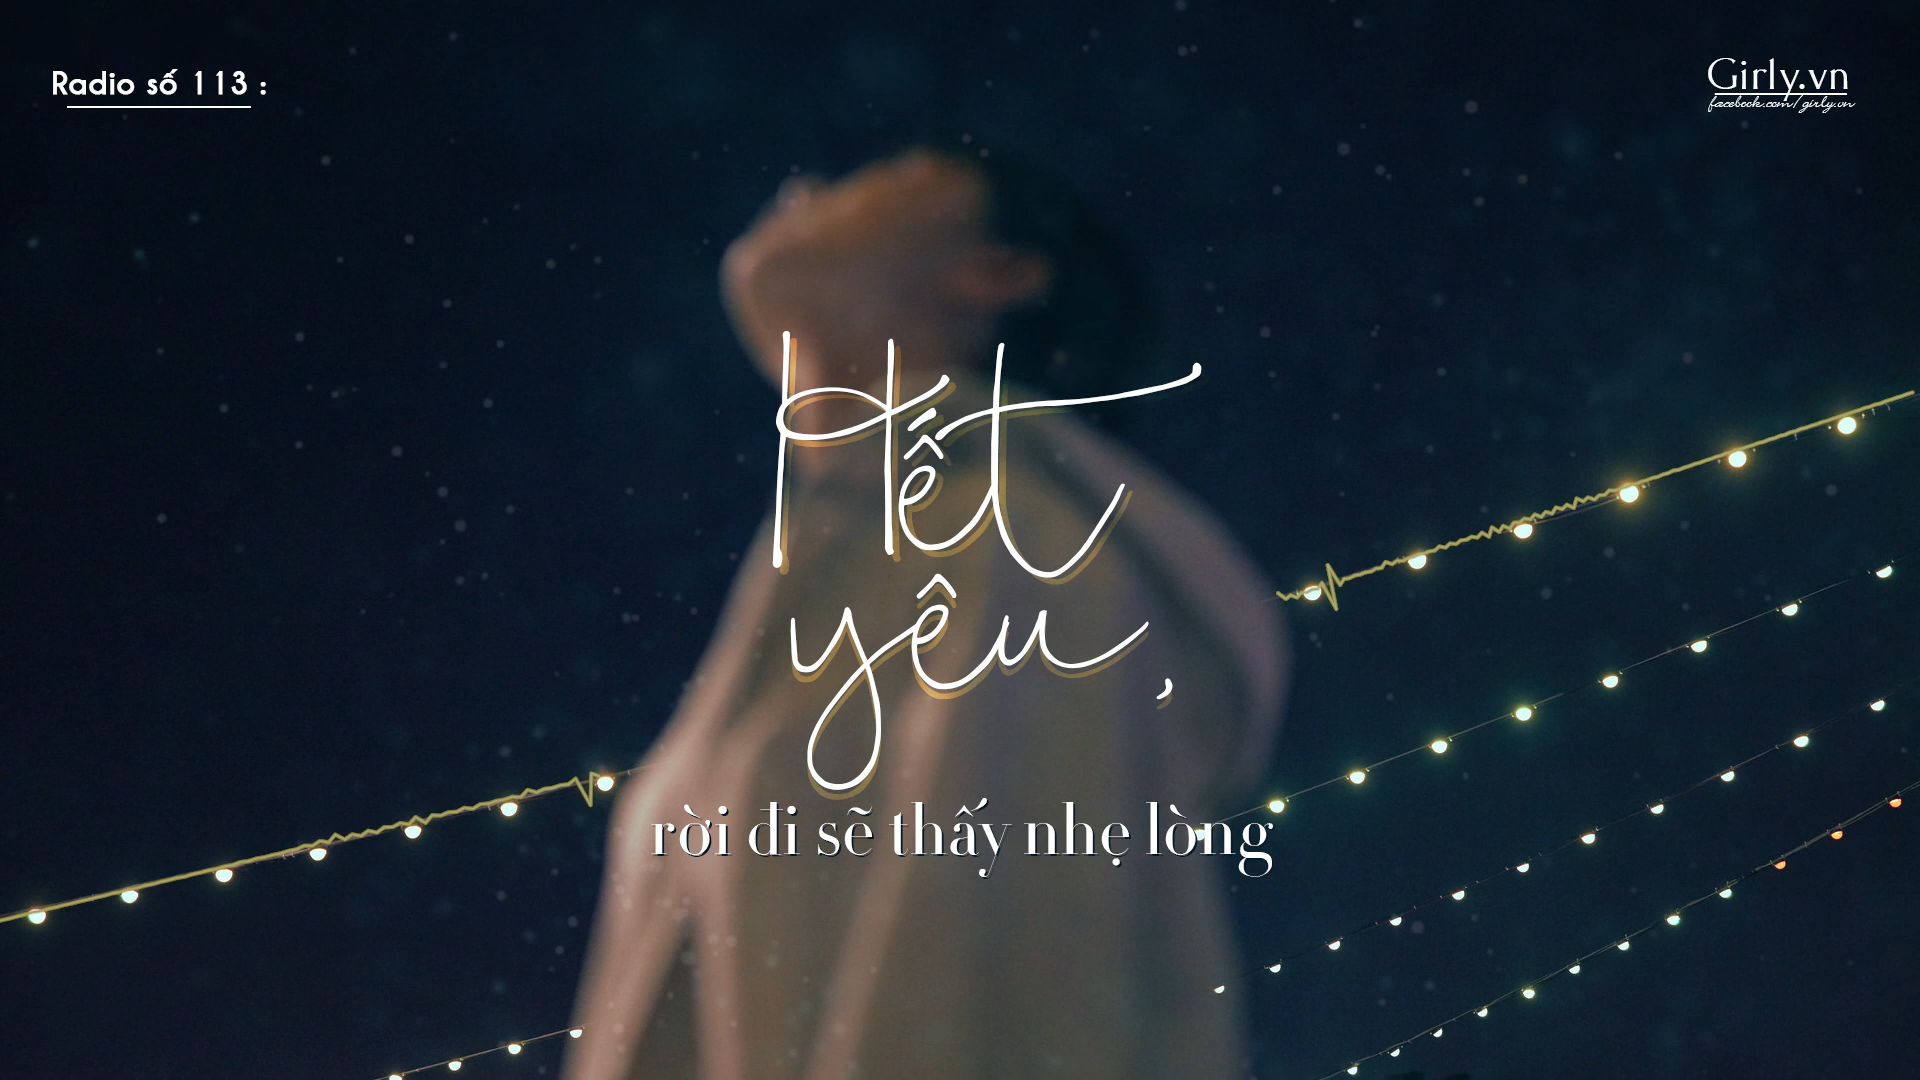 Radio số 113 :
Girly.vn
facebook.com/girly.vn
Hết
yêu,
rời đi sẽ thấy nhẹ lòng